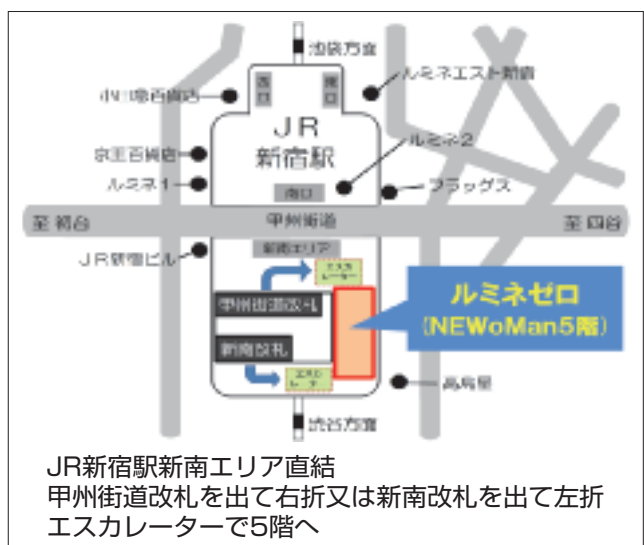 池袋方面
西口
東口
ルミネエスト新宿
小田急百貨店
JR
新宿駅
ルミネ2
京王百貨店
ルミネ1
南口
フラッグス
至 初台
甲州街道
至 四谷
新南エリア
JR新宿ビル
エスカレーター
甲州街道改札
ルミネゼロ
(NEWoMan5階)
新南改札
エスカレーター
高島屋
渋谷方面
JR新宿駅新南エリア直結
甲州街道改札を出て右折又は新南改札を出て左折
エスカレーターで5階へ